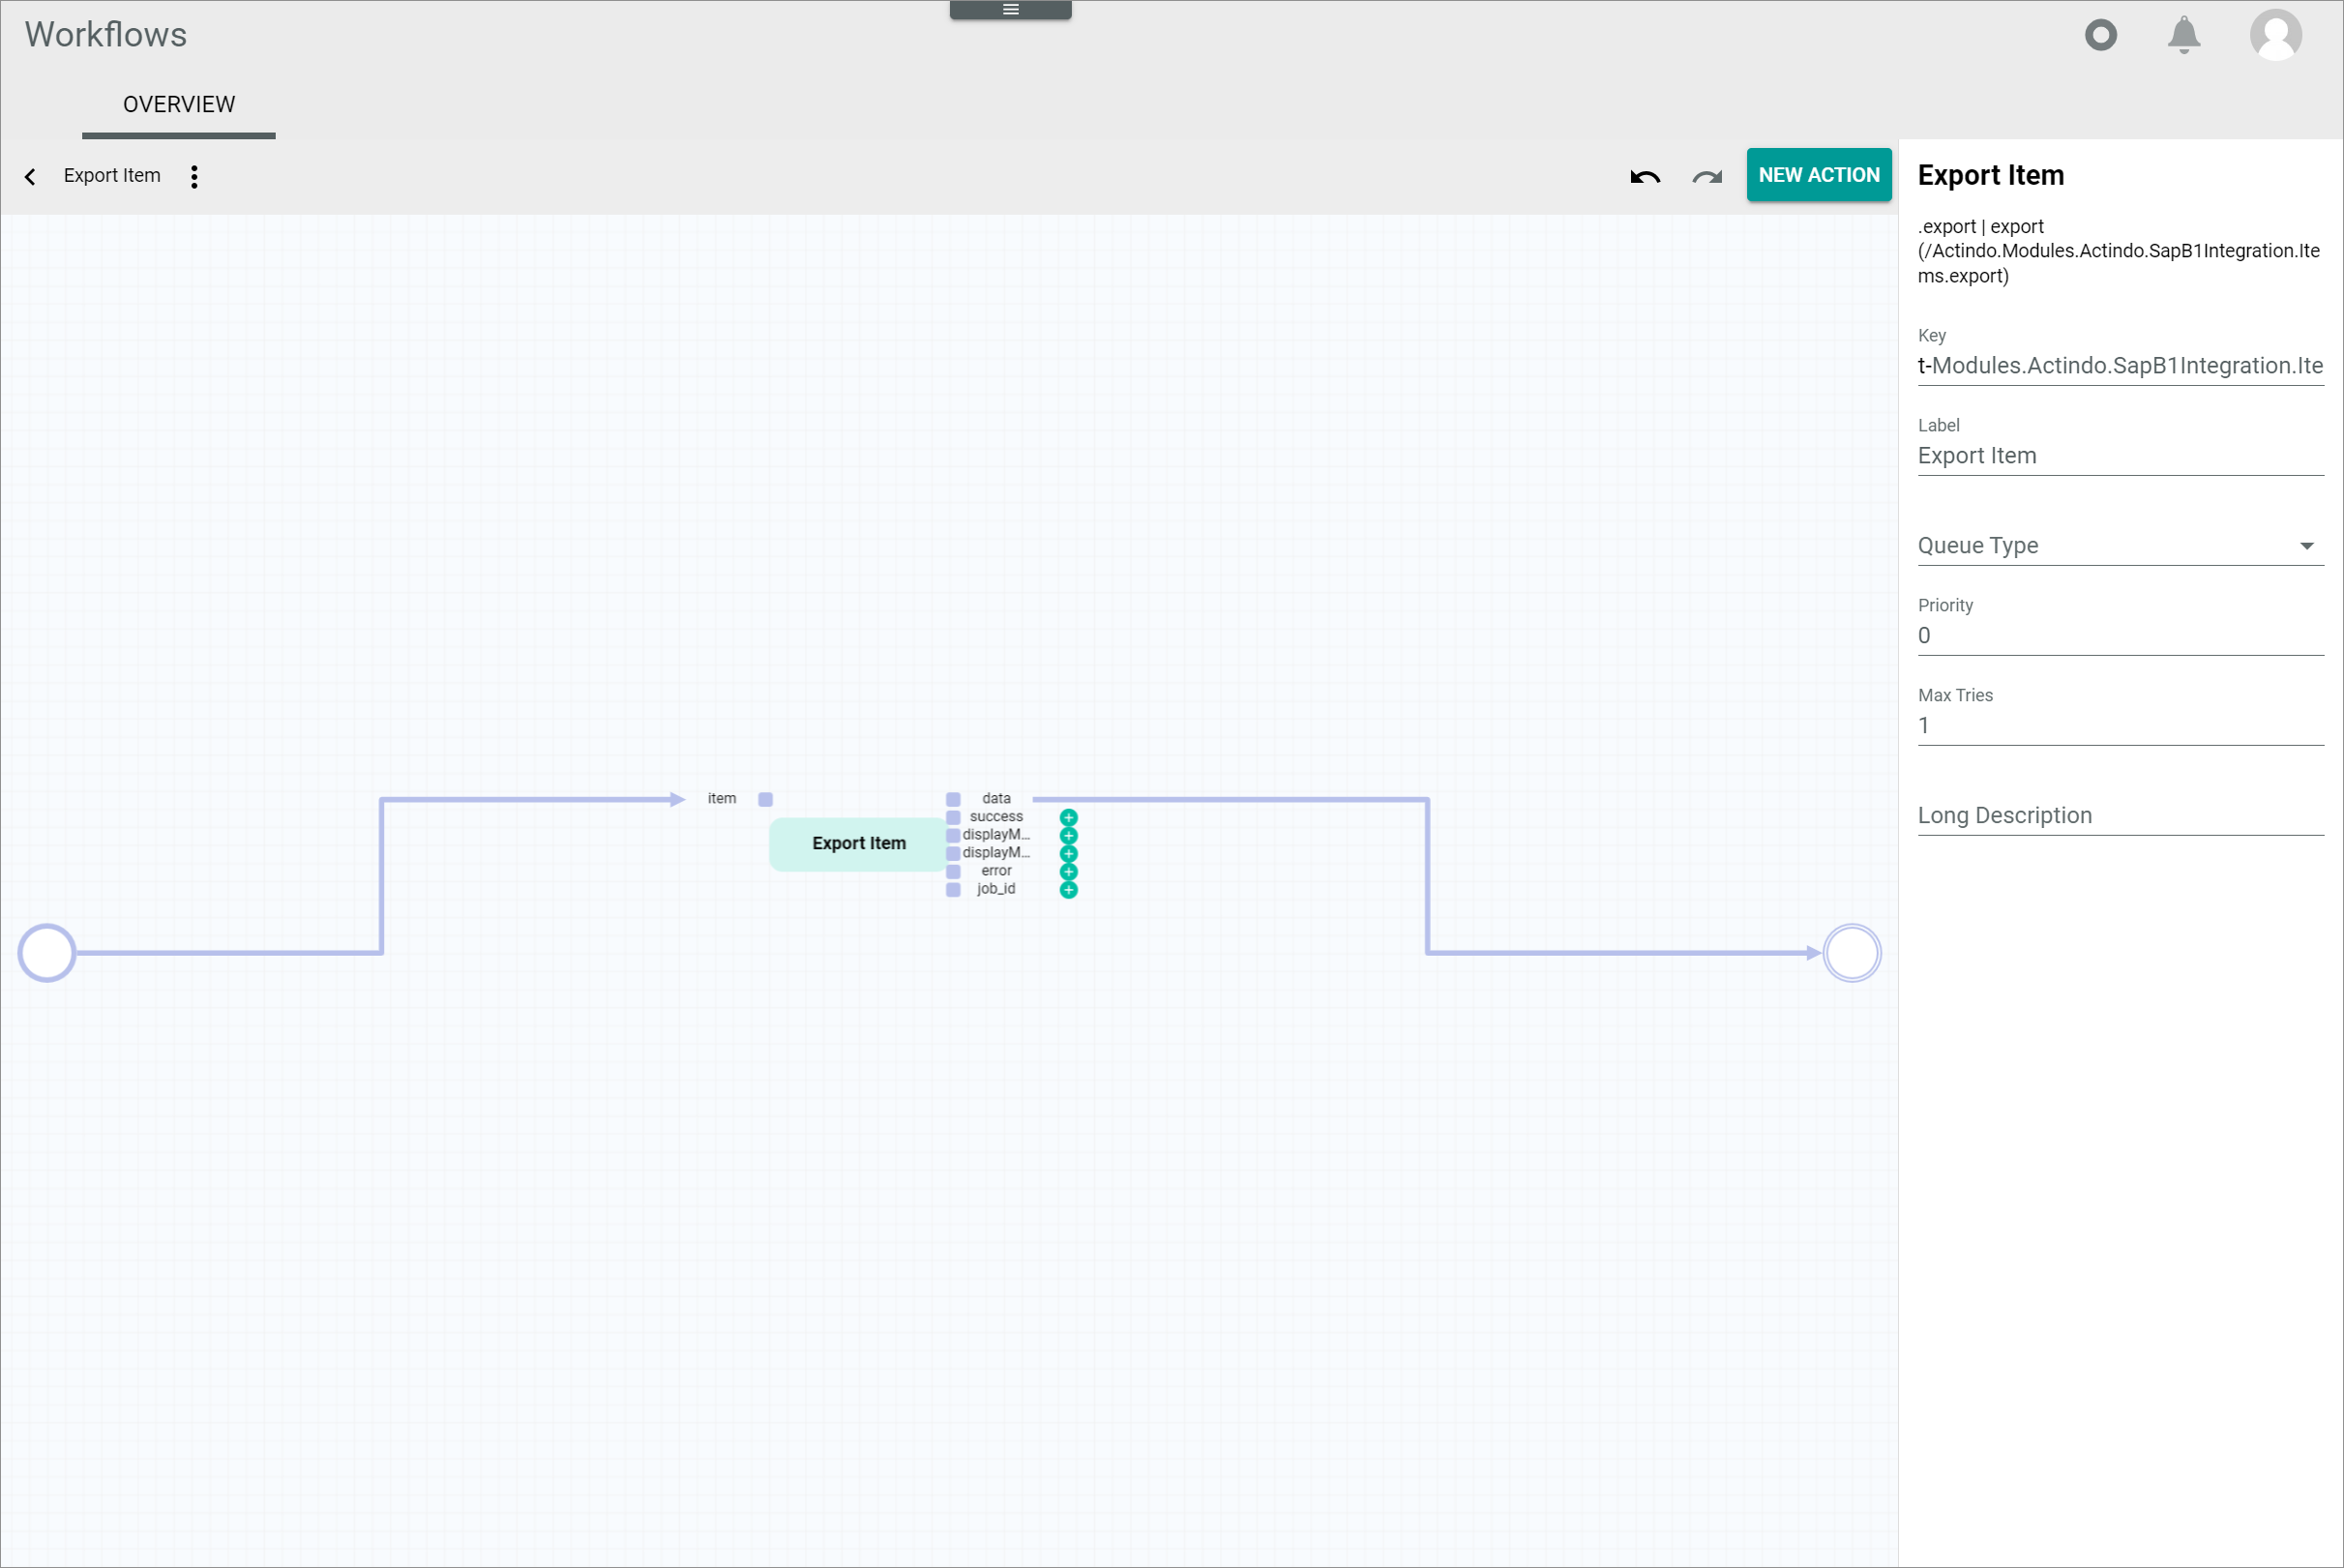 Workflows
OVERVIEW
Export Item
NEW ACTION
Export Item
.export | export
(/Actindo.Modules.Actindo.SapB1Integration.Ite
ms.export)
Key
t-Modules.Actindo.SapB1Integration.Ite
Label
Export Item
Queue Type
Priority
0
Max Tries
1
Long Description
item
data
success
displayM...
displayM...
error
job_id
Export Item